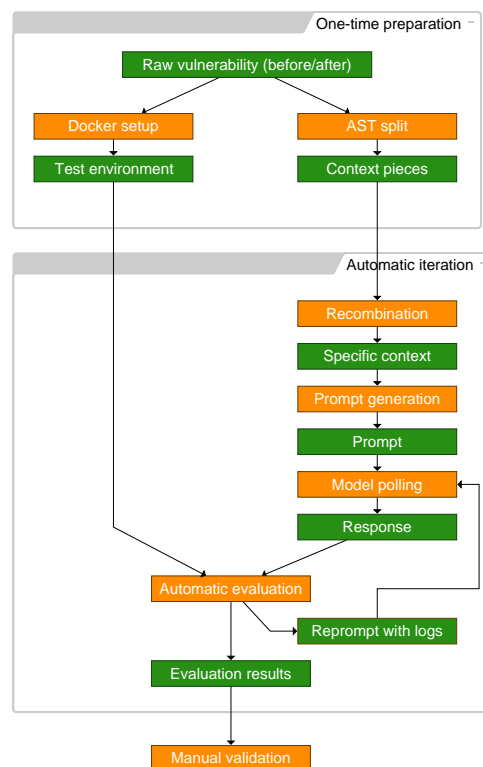 One-time preparation
Raw vulnerability (before/after)
Docker setup
AST split
Test environment
Context pieces
Automatic iteration
Recombination
Specific context
Prompt generation
Prompt
Model polling
Response
Automatic evaluation
Reprompt with logs
Evaluation results
Manual validation